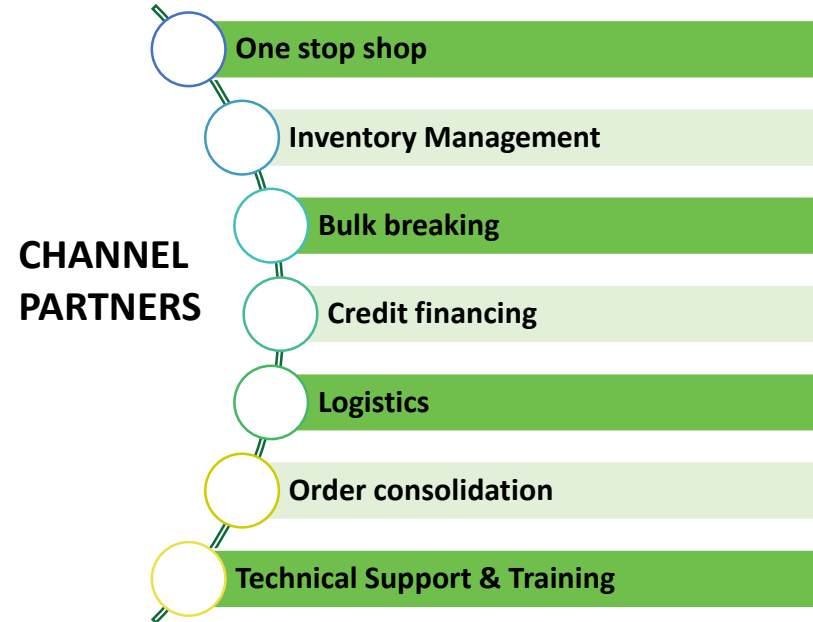 CHANNEL
PARTNERS
One stop shop
Inventory Management
Bulk breaking
Credit financing
Logistics
Order consolidation
Technical Support & Training